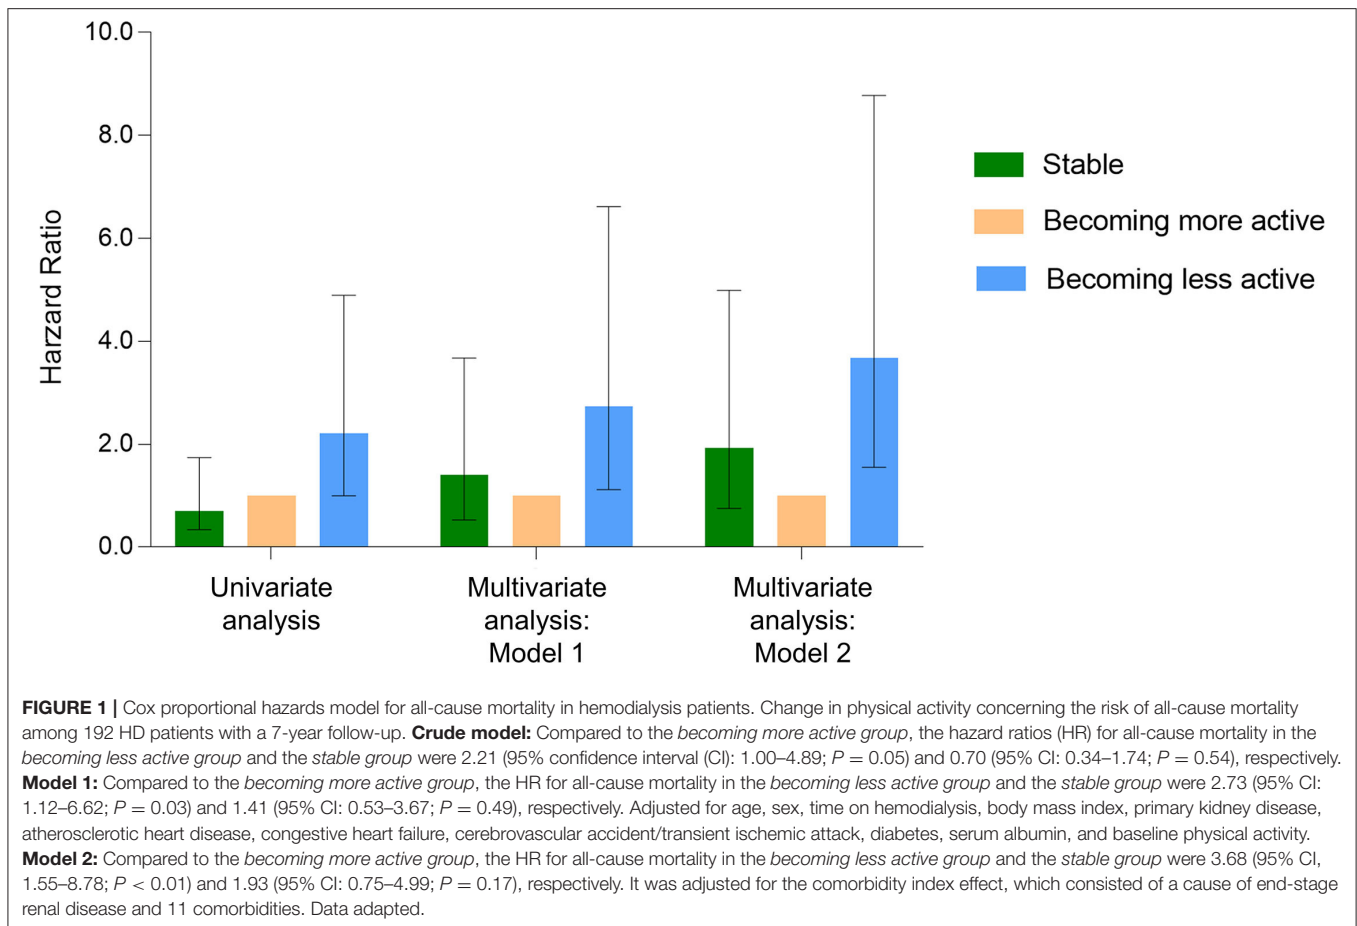 10.0
8.0
6.0
4.0
2.0
0.0
Harzard Ratio
Stable
Becoming more active
Becoming less active
Univariate
analysis
Multivariate
analysis:
Model 1
Multivariate
analysis:
Model 2
FIGURE 1 | Cox proportional hazards model for all-cause mortality in hemodialysis patients. Change in physical activity concerning the risk of all-cause mortality
among 192 HD patients with a 7-year follow-up. Crude model: Compared to the becoming more active group, the hazard ratios (HR) for all-cause mortality in the
becoming less active group and the stable group were 2.21 (95% confidence interval (CI): 1.00–4.89; P = 0.05) and 0.70 (95% CI: 0.34–1.74; P = 0.54), respectively.
Model 1: Compared to the becoming more active group, the HR for all-cause mortality in the becoming less active group and the stable group were 2.73 (95% CI:
1.12–6.62; P = 0.03) and 1.41 (95% CI: 0.53–3.67; P = 0.49), respectively. Adjusted for age, sex, time on hemodialysis, body mass index, primary kidney disease,
atherosclerotic heart disease, congestive heart failure, cerebrovascular accident/transient ischemic attack, diabetes, serum albumin, and baseline physical activity.
Model 2: Compared to the becoming more active group, the HR for all-cause mortality in the becoming less active group and the stable group were 3.68 (95% CI,
1.55–8.78; P < 0.01) and 1.93 (95% CI: 0.75–4.99; P = 0.17), respectively. It was adjusted for the comorbidity index effect, which consisted of a cause of end-stage
renal disease and 11 comorbidities. Data adapted.